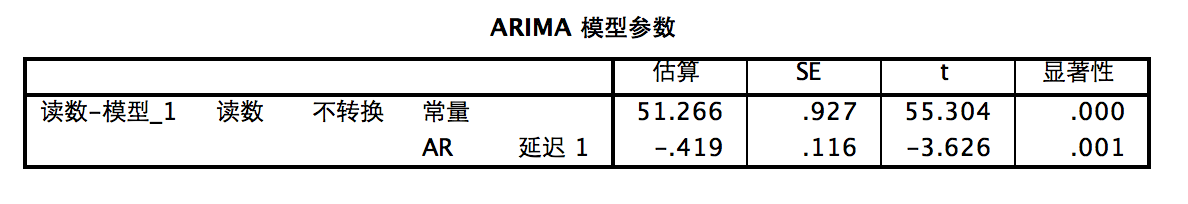 ARIMA 模型参数
估算 SE t 显著性
读数-模型_1 读数 不转换 常量 51.266 .927 55.304 .000
AR 延迟 1 -.419 .116 -3.626 .001